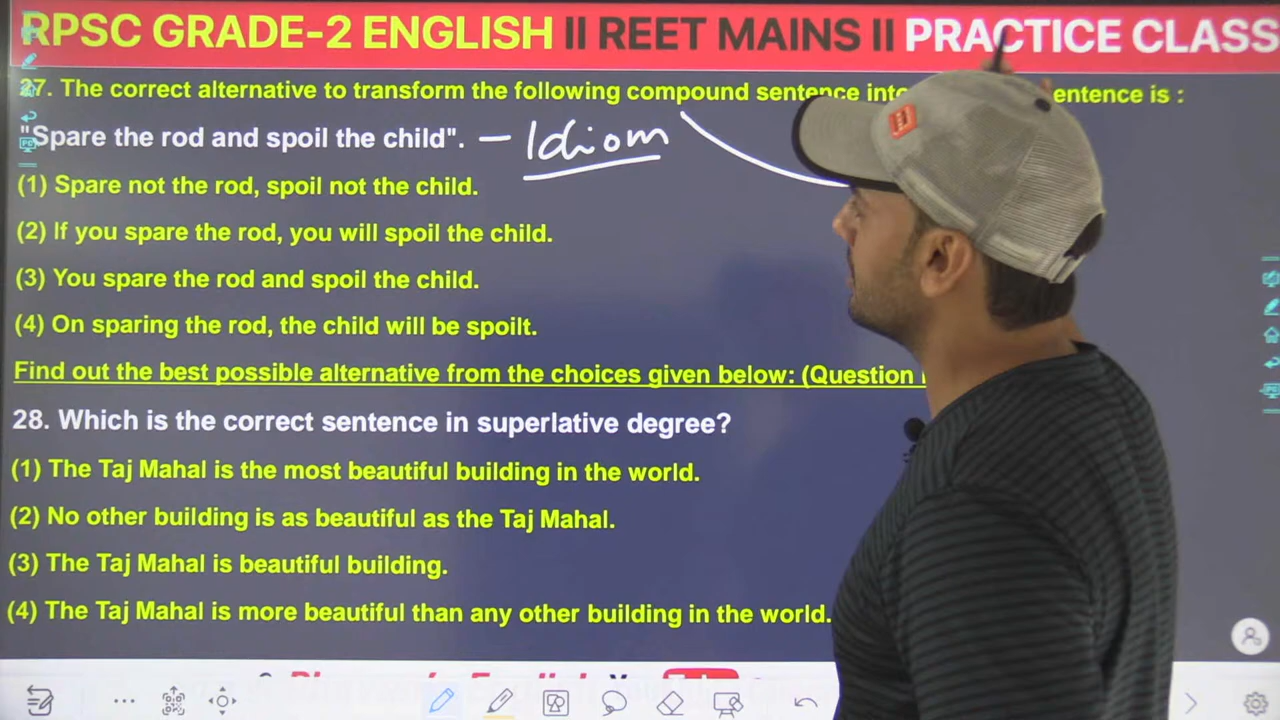 RPSC GRADE-2 ENGLISH II REET MAINS II PRACTICE CLASS
27. The correct alternative to transform the following compound sentence into entence is :
"Spare the rod and spoil the child". – Idiom
(1) Spare not the rod, spoil not the child.
(2) If you spare the rod, you will spoil the child.
(3) You spare the rod and spoil the child.
(4) On sparing the rod, the child will be spoilt.
Find out the best possible alternative from the choices given below: (Question
28. Which is the correct sentence in superlative degree?
(1) The Taj Mahal is the most beautiful building in the world.
(2) No other building is as beautiful as the Taj Mahal.
(3) The Taj Mahal is beautiful building.
(4) The Taj Mahal is more beautiful than any other building in the world.